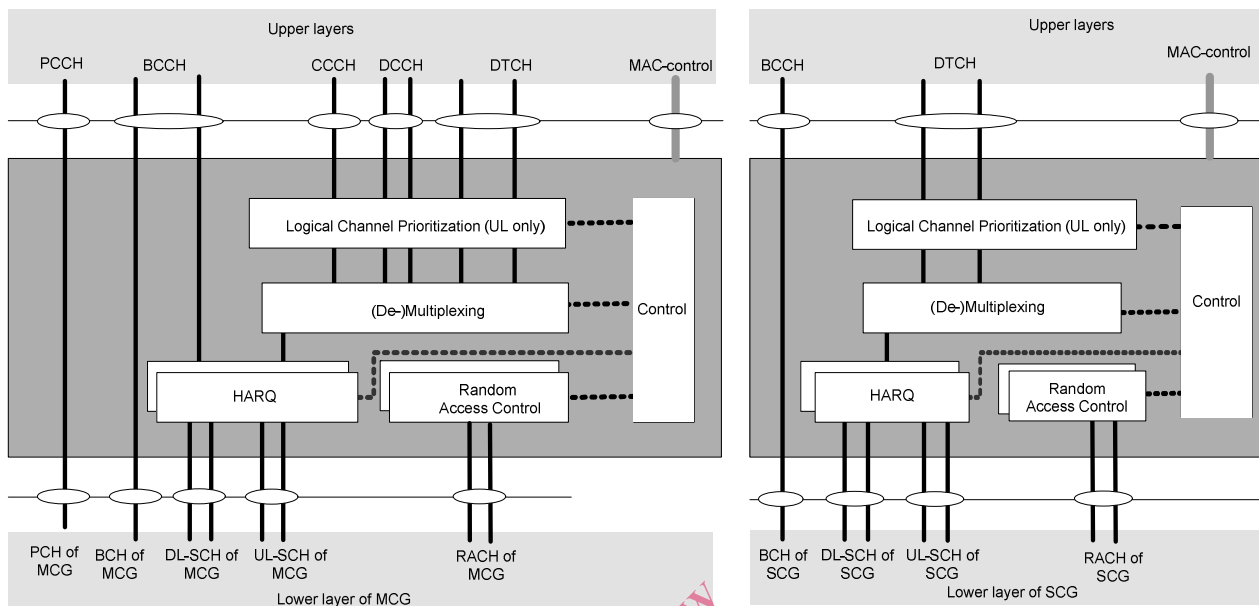 Upper layers
PCCH BCCH CCCH DCCH DTCH MAC-control
Logical Channel Prioritization (UL only)
(De-)Multiplexing
Control
HARQ
Random
Access Control
PCH of
MCG
BCH of
MCG
DL-SCH of
MCG
UL-SCH of
MCG
RACH of
MCG
Lower layer of MCG
Upper layers
BCCH DTCH MAC-control
Logical Channel Prioritization (UL only)
(De-)Multiplexing
Control
HARQ
Random
Access Control
BCH of
SCG
DL-SCH of
SCG
UL-SCH of
SCG
RACH of
SCG
Lower layer of SCG